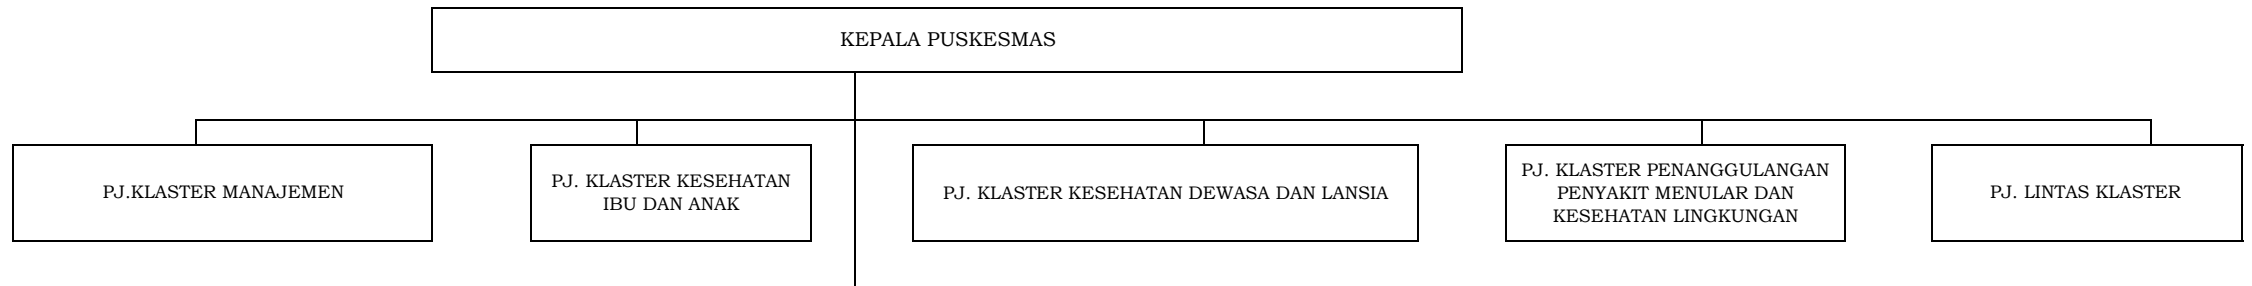 KEPALA PUSKESMAS
PJ.KLASTER MANAJEMEN
PJ. KLASTER KESEHATAN
IBU DAN ANAK
PJ. KLASTER KESEHATAN DEWASA DAN LANSIA
PJ. KLASTER PENANGGULANGAN
PENYAKIT MENULAR DAN
KESEHATAN LINGKUNGAN
PJ. LINTAS KLASTER